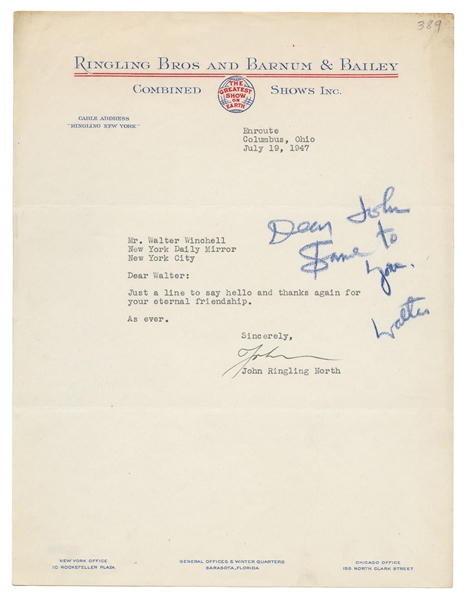 389
RINGLING BROS AND BARNUM & BAILEY
COMBINED SHOWS INC.
THE
GREATEST
SHOW
ON
EARTH
CABLE ADDRESS
"RINGLING NEW YORK"
Enroute
Columbus, Ohio
July 19, 1947
Dear John
Same to
you.
Walter
Mr. Walter Winchell
New York Daily Mirror
New York City
Dear Walter:
Just a line to say hello and thanks again for
your eternal friendship.
As ever.
Sincerely,
John
John Ringling North
NEW YORK OFFICE
10 ROCKEFELLER PLAZA
GENERAL OFFICES & WINTER QUARTERS
SARASOTA, FLORIDA
CHICAGO OFFICE
155 NORTH CLARK STREET